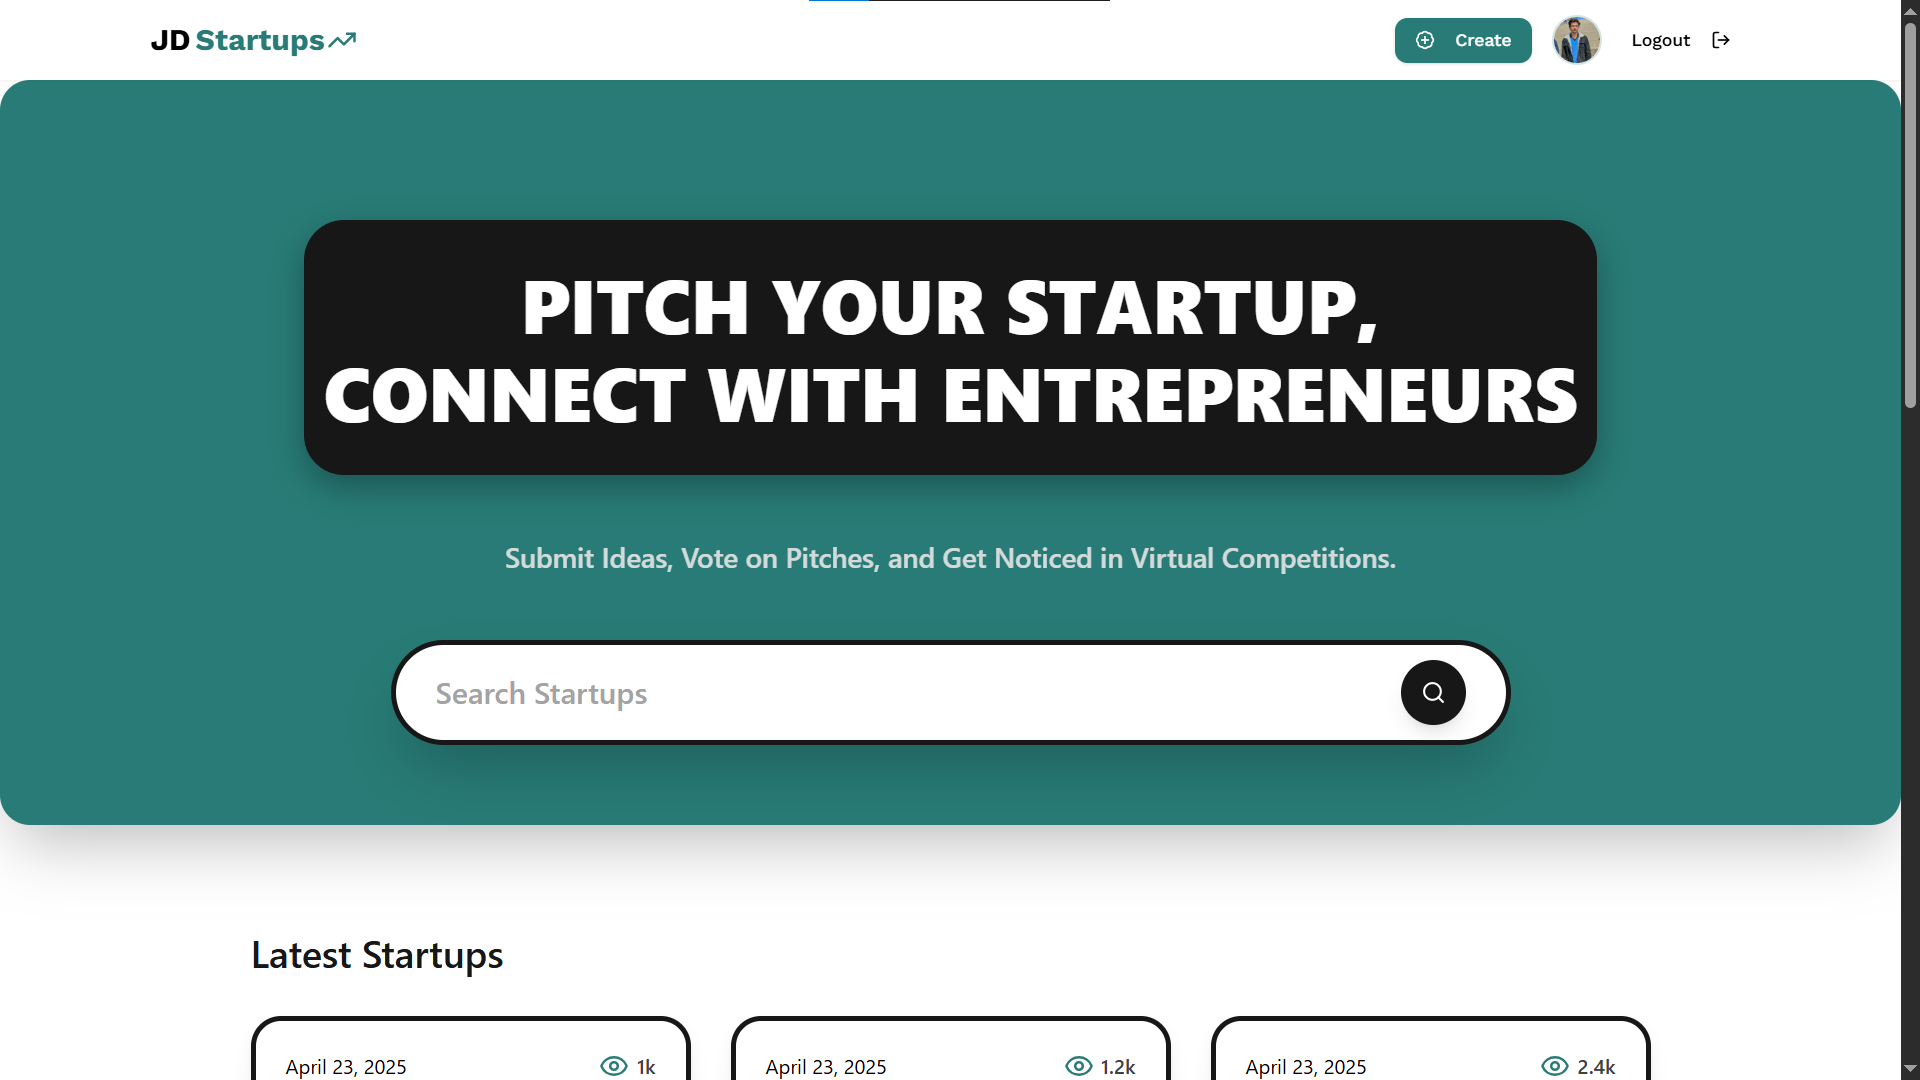 JD Startups
Create
Logout
PITCH YOUR STARTUP,
CONNECT WITH ENTREPRENEURS
Submit Ideas, Vote on Pitches, and Get Noticed in Virtual Competitions.
Search Startups
Latest Startups
April 23, 2025
1k
April 23, 2025
1.2k
April 23, 2025
2.4k